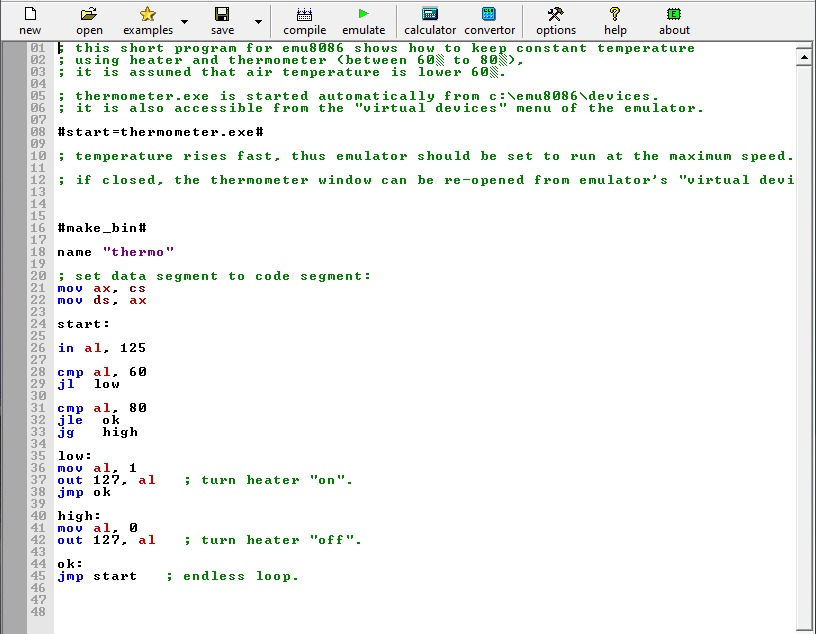 new open examples save compile emulate calculator convertor options help about
01 ; this short program for emu8086 shows how to keep constant temperature
02 ; using heater and thermometer (between 60▒ to 80▒),
03 ; it is assumed that air temperature is lower 60▒.
04
05 ; thermometer.exe is started automatically from c:\emu8086\devices.
06 ; it is also accessible from the "virtual devices" menu of the emulator.
07
08 #start=thermometer.exe#
09
10 ; temperature rises fast, thus emulator should be set to run at the maximum speed.
11
12 ; if closed, the thermometer window can be re-opened from emulator's "virtual devi
13
14
15
16 #make_bin#
17
18 name "thermo"
19
20 ; set data segment to code segment:
21 mov ax, cs
22 mov ds, ax
23
24 start:
25
26 in al, 125
27
28 cmp al, 60
29 jl low
30
31 cmp al, 80
32 jle ok
33 jg high
34
35 low:
36 mov al, 1
37 out 127, al ; turn heater "on".
38 jmp ok
39
40 high:
41 mov al, 0
42 out 127, al ; turn heater "off".
43
44 ok:
45 jmp start ; endless loop.
46
47
48